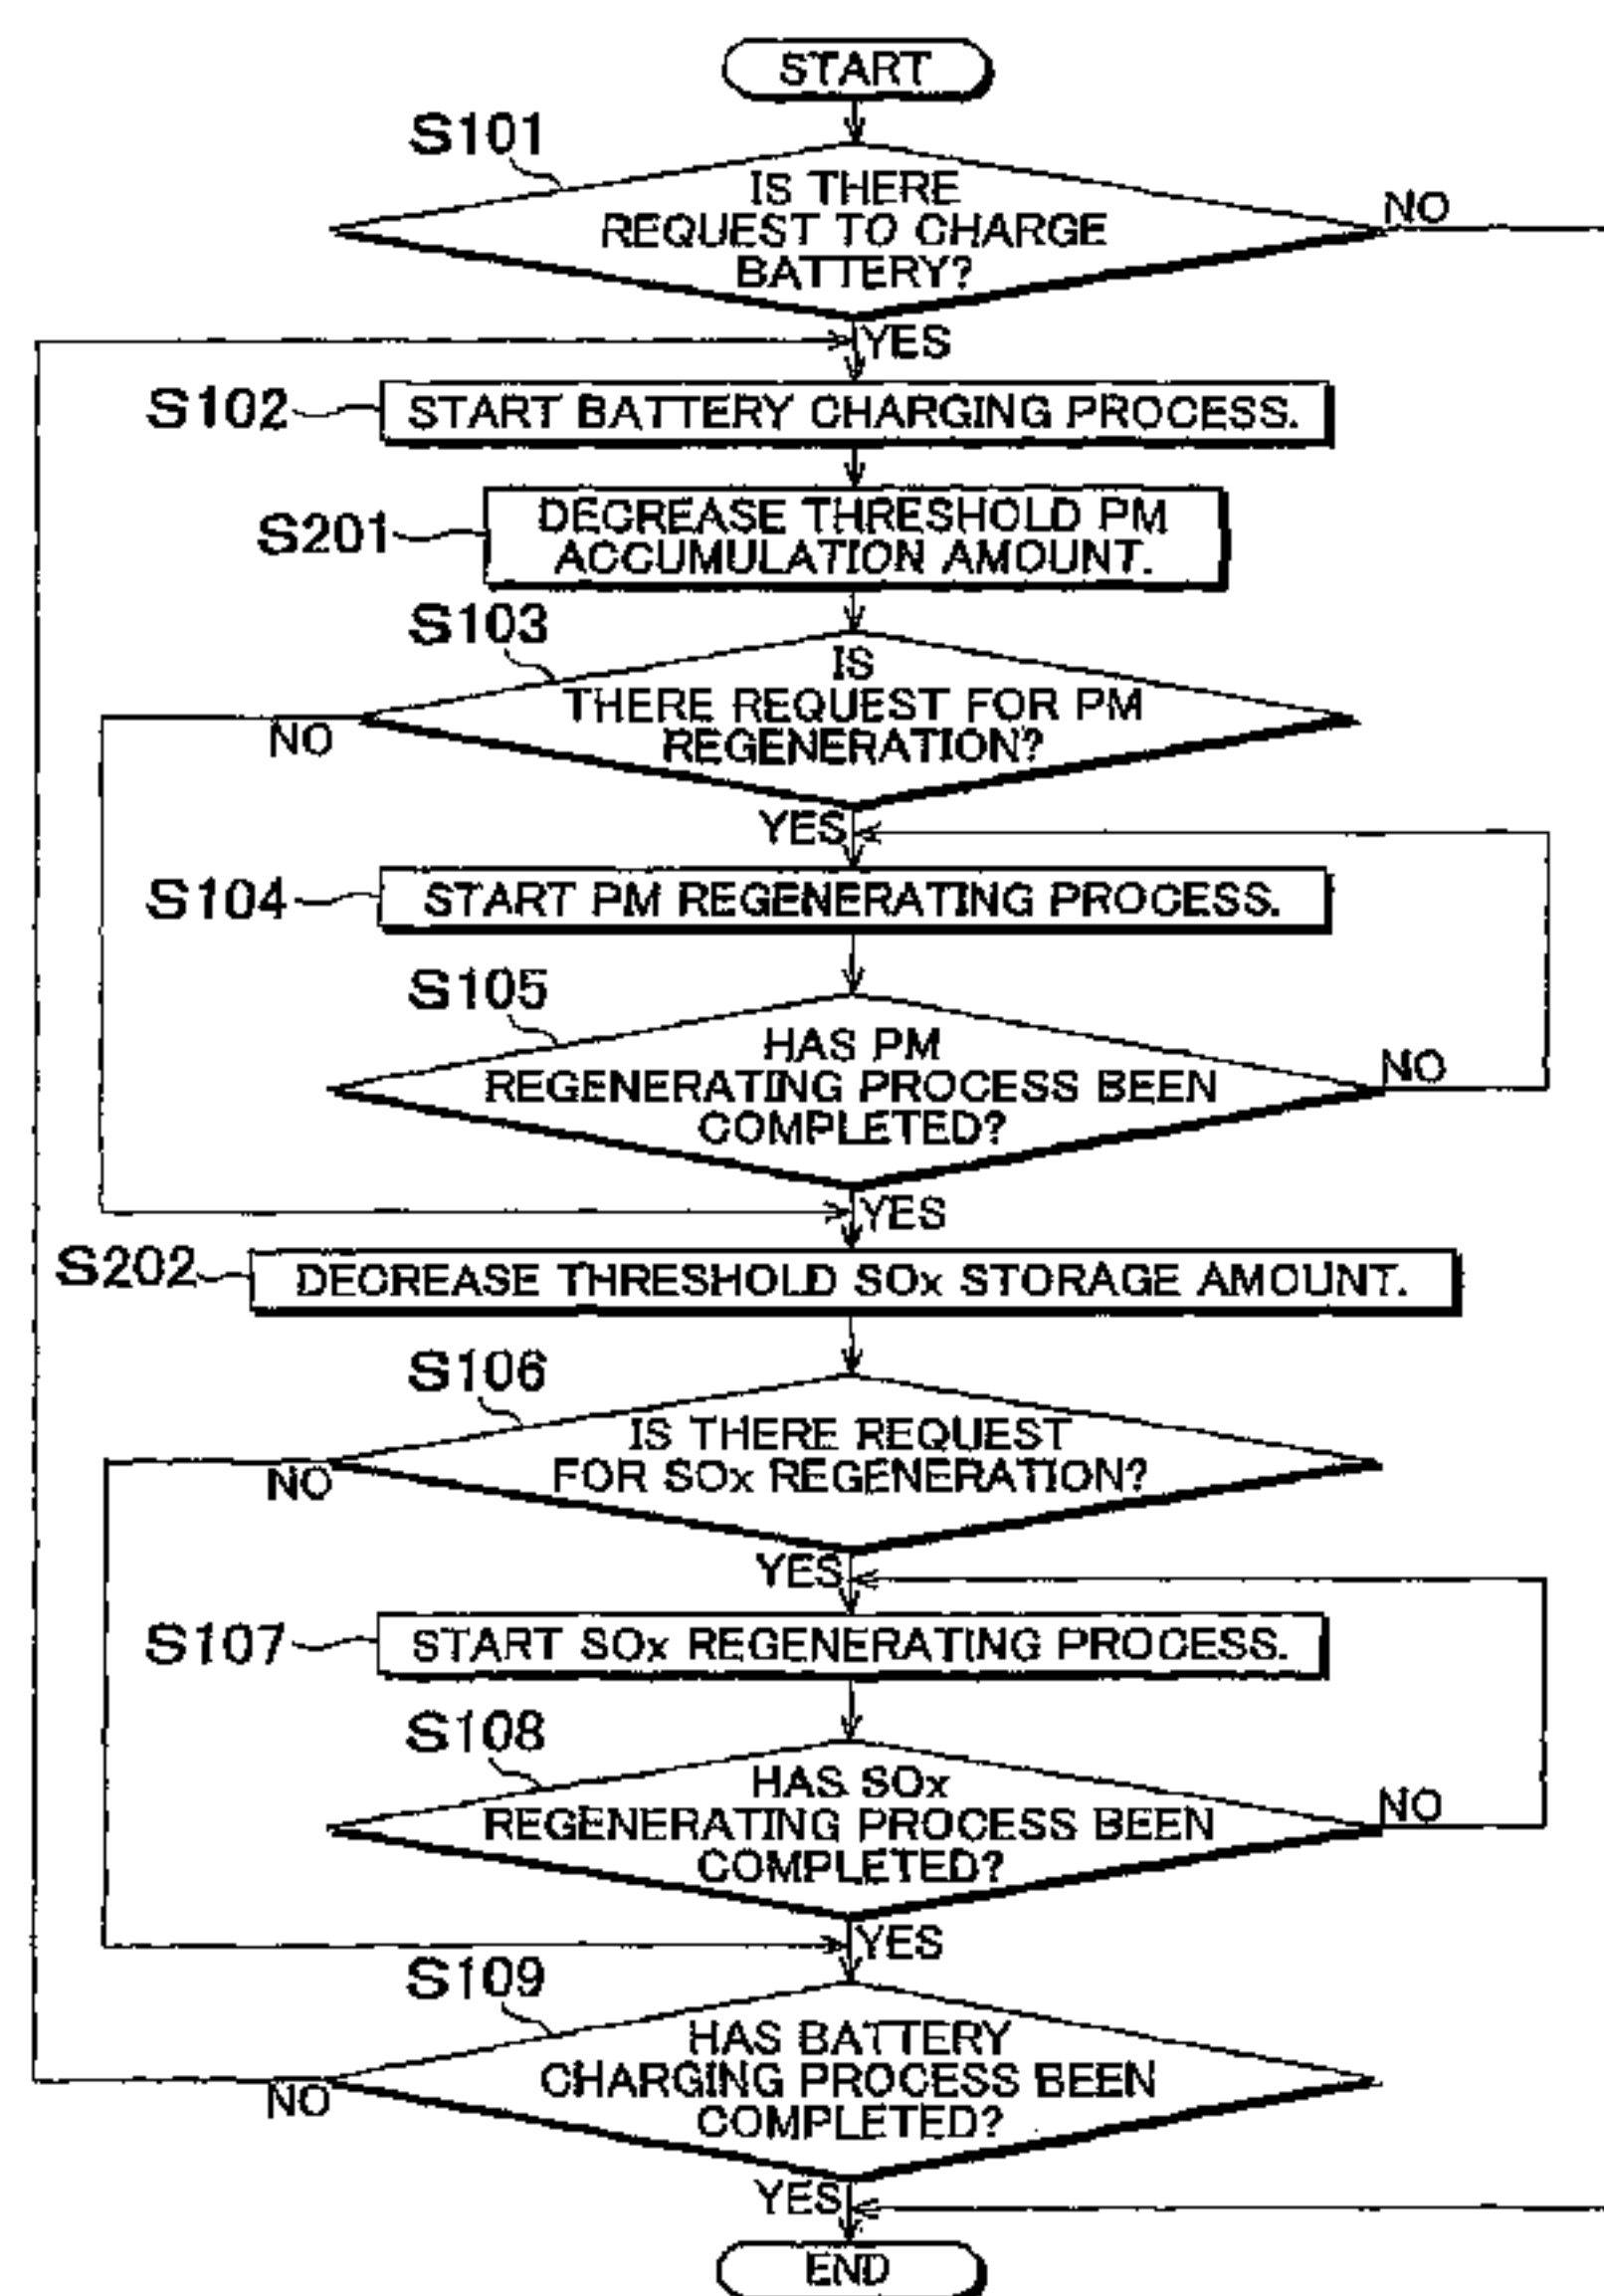 START
S101
IS THERE
REQUEST TO CHARGE
BATTERY?
NO
YES
S102
START BATTERY CHARGING PROCESS.
S201
DECREASE THRESHOLD PM
ACCUMULATION AMOUNT.
S103
IS
THERE REQUEST FOR PM
REGENERATION?
NO
YES
S104
START PM REGENERATING PROCESS.
S105
HAS PM
REGENERATING PROCESS BEEN
COMPLETED?
NO
YES
S202
DECREASE THRESHOLD SOx STORAGE AMOUNT.
S106
IS THERE REQUEST
FOR SOx REGENERATION?
NO
YES
S107
START SOx REGENERATING PROCESS.
S108
HAS SOx
REGENERATING PROCESS BEEN
COMPLETED?
NO
YES
S109
HAS BATTERY
CHARGING PROCESS BEEN
COMPLETED?
NO
YES
END